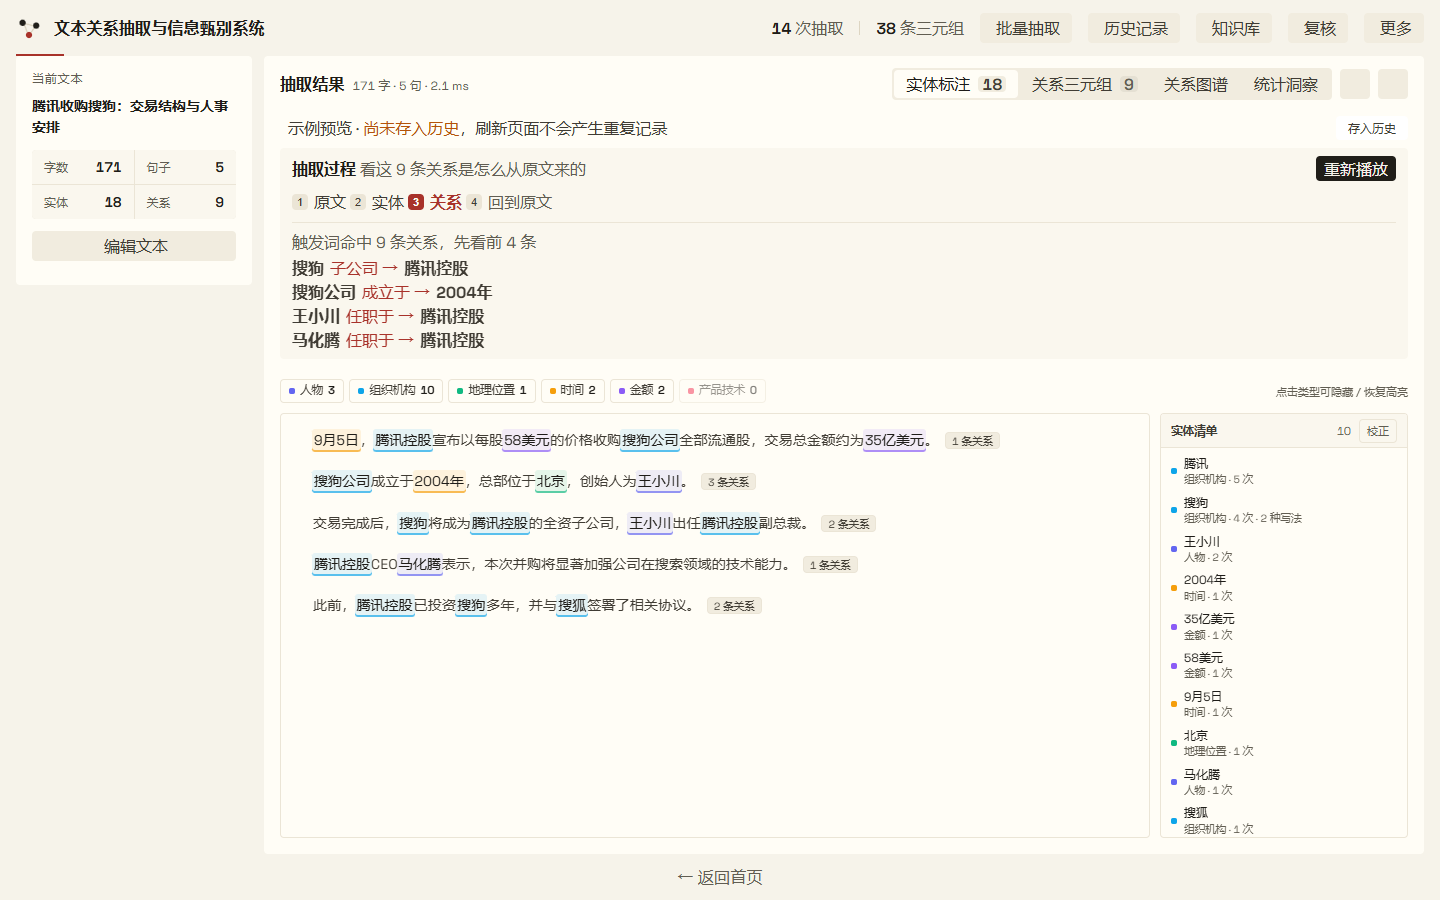 文本关系抽取与信息甄别系统
14 次抽取 38 条三元组 批量抽取 历史记录 知识库 复核 更多
当前文本
腾讯收购搜狗：交易结构与人事
安排
字数 171 句子 5
实体 18 关系 9
编辑文本
抽取结果 171 字 · 5 句 · 2.1 ms
实体标注 18 关系三元组 9 关系图谱 统计洞察
示例预览 · 尚未存入历史，刷新页面不会产生重复记录
存入历史
抽取过程 看这 9 条关系是怎么从原文来的
重新播放
1 原文 2 实体 3 关系 4 回到原文
触发词命中 9 条关系，先看前 4 条
搜狗 子公司 → 腾讯控股
搜狗公司 成立于 → 2004年
王小川 任职于 → 腾讯控股
马化腾 任职于 → 腾讯控股
人物 3 组织机构 10 地理位置 1 时间 2 金额 2 产品技术 0
点击类型可隐藏 / 恢复高亮
9月5日，腾讯控股宣布以每股58美元的价格收购搜狗公司全部流通股，交易总金额约为35亿美元。 1 条关系
搜狗公司成立于2004年，总部位于北京，创始人为王小川。 3 条关系
交易完成后，搜狗将成为腾讯控股的全资子公司，王小川出任腾讯控股副总裁。 2 条关系
腾讯控股CEO马化腾表示，本次并购将显著加强公司在搜索领域的技术能力。 1 条关系
此前，腾讯控股已投资搜狗多年，并与搜狐签署了相关协议。 2 条关系
实体清单 10 校正
腾讯
组织机构 · 5 次
搜狗
组织机构 · 4 次 · 2 种写法
王小川
人物 · 2 次
2004年
时间 · 1 次
35亿美元
金额 · 1 次
58美元
金额 · 1 次
9月5日
时间 · 1 次
北京
地理位置 · 1 次
马化腾
人物 · 1 次
搜狐
组织机构 · 1 次
← 返回首页